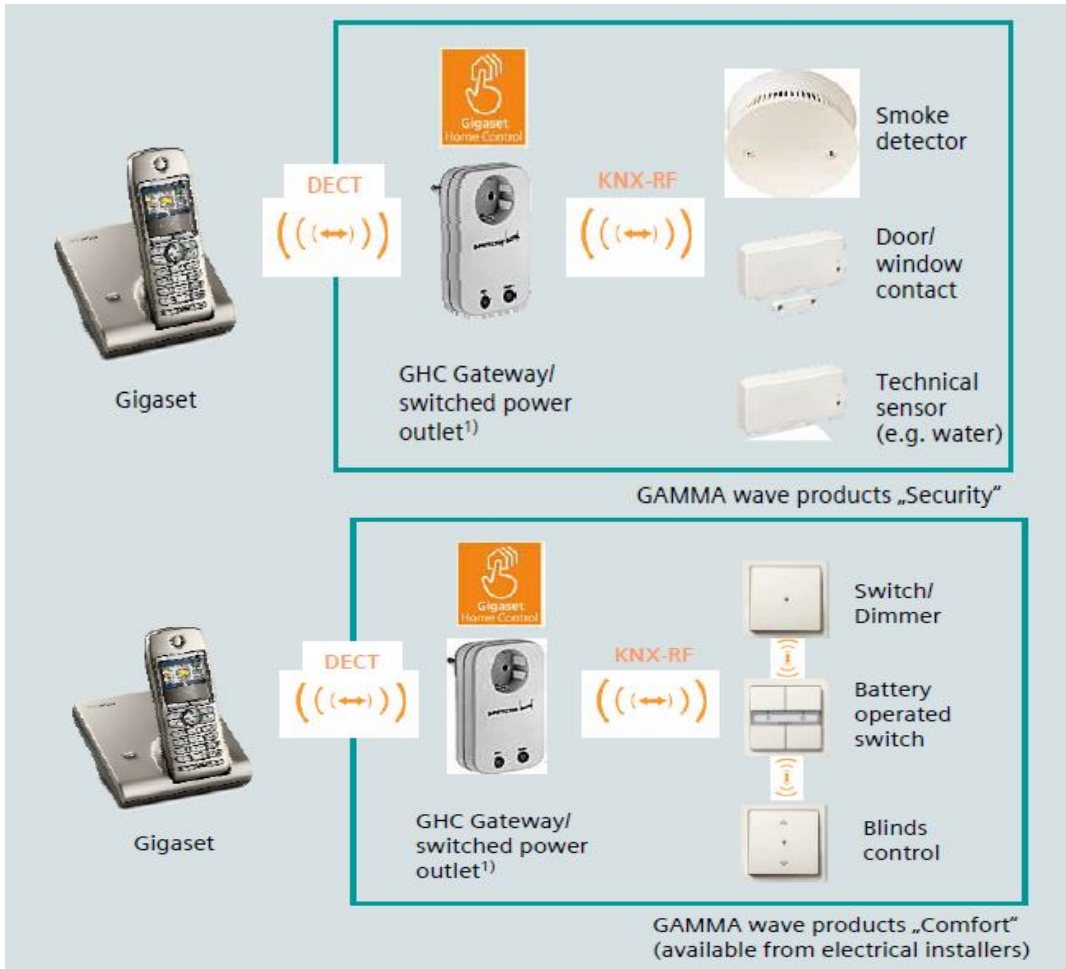 Gigaset
Home Control
DECT
KNX-RF
Smoke
detector
Door/
window
contact
Technical
sensor
(e.g. water)
Gigaset
GHC Gateway/
switched power
outlet1)
GAMMA wave products „Security“
Gigaset
Home Control
DECT
KNX-RF
Switch/
Dimmer
Battery
operated
switch
Blinds
control
Gigaset
GHC Gateway/
switched power
outlet1)
GAMMA wave products „Comfort“
(available from electrical installers)